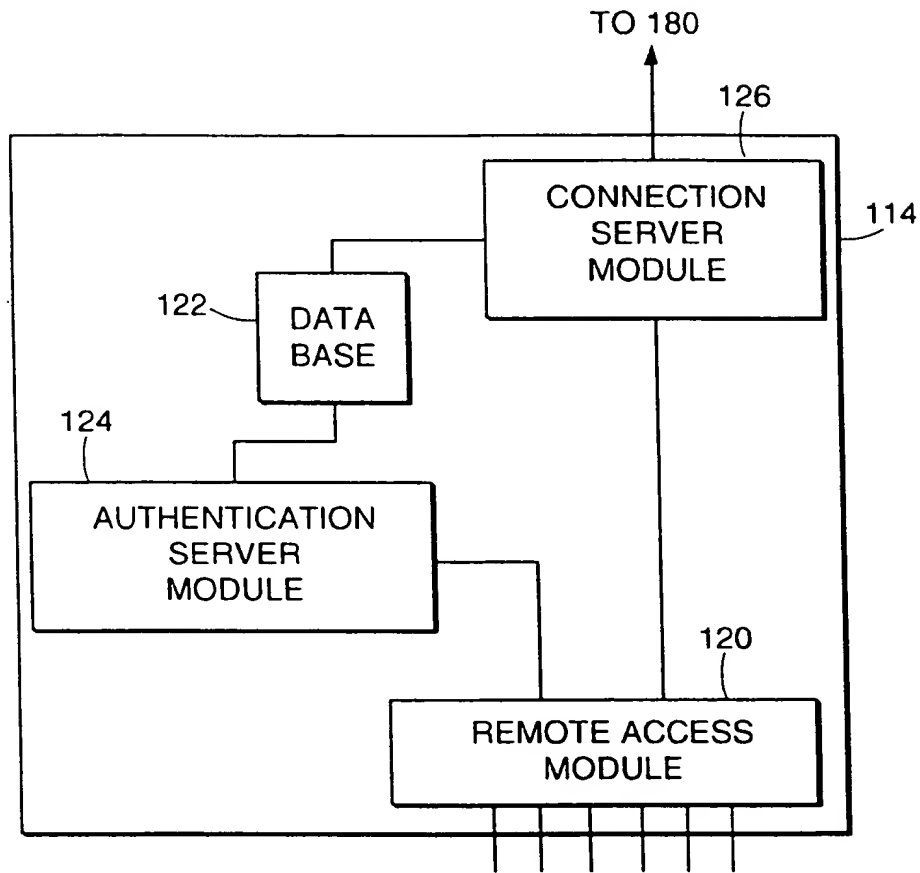 TO 180
126
CONNECTION
SERVER
MODULE
114
122
DATA
BASE
124
AUTHENTICATION
SERVER
MODULE
120
REMOTE ACCESS
MODULE